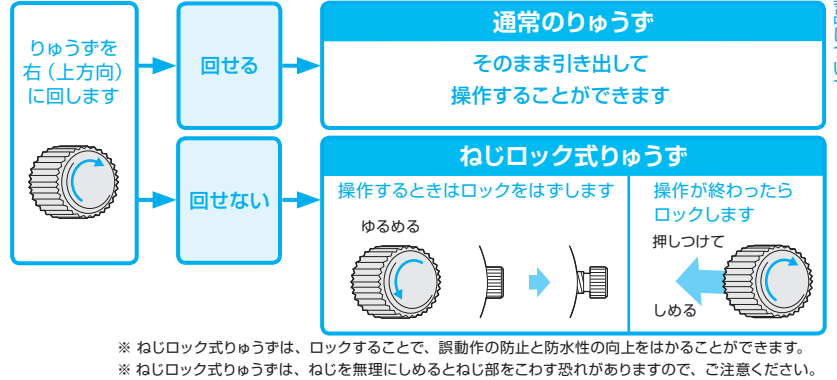 りゅうずを
右（上方向）
に回します
回せる
通常のりゅうず
そのまま引き出して
操作することができます
回せない
ねじロック式りゅうず
操作するときはロックをはずします
ゆるめる
操作が終わったら
ロックします
押しつけて
しめる
※ ねじロック式りゅうずは、ロックすることで、誤動作の防止と防水性の向上をはかることができます。
※ ねじロック式りゅうずは、ねじを無理にしめるとねじ部をこわす恐れがありますので、ご注意ください。